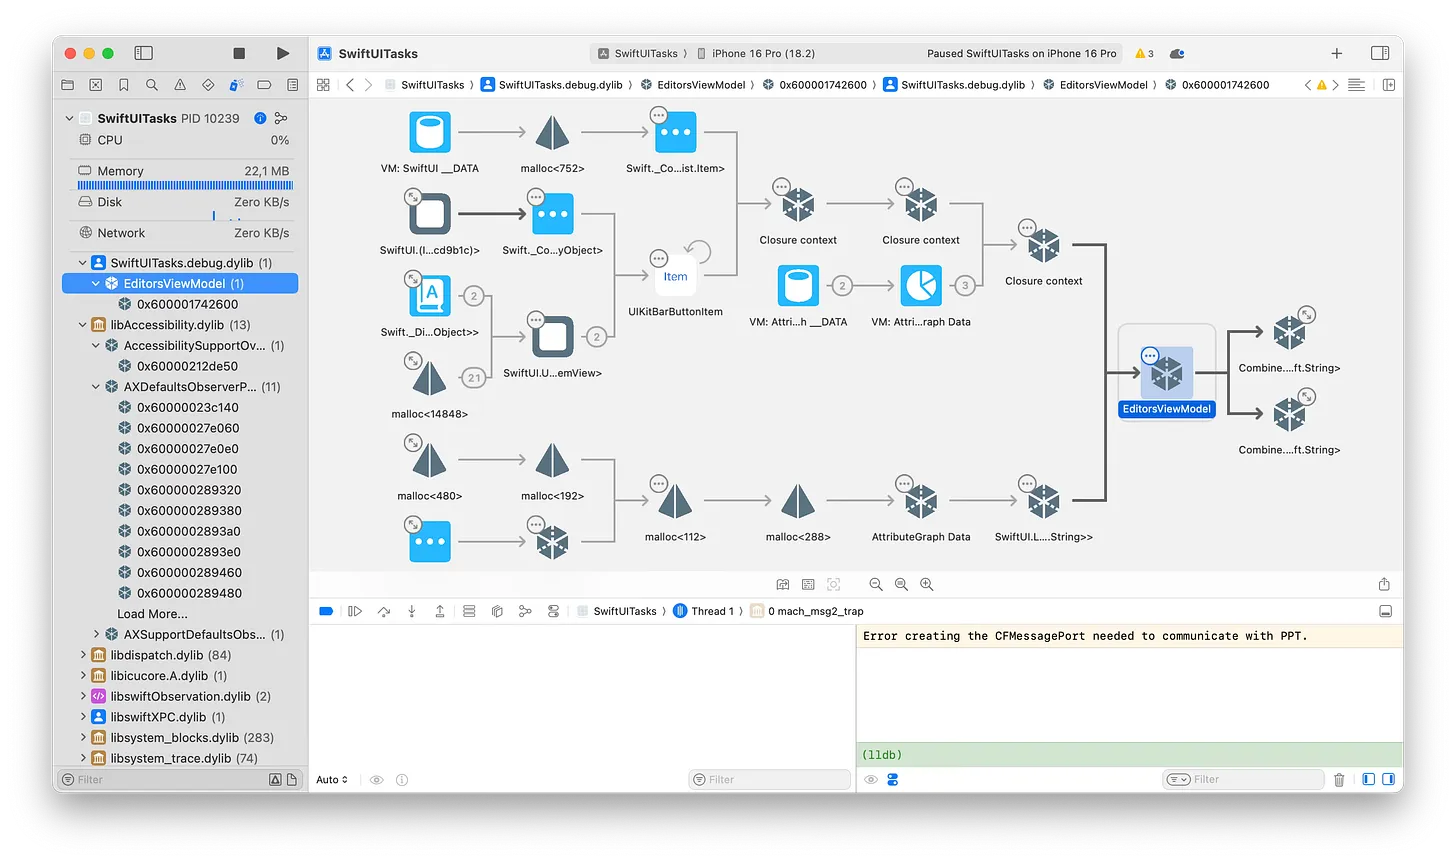 SwiftUITasks
SwiftUITasks 〉 iPhone 16 Pro (18.2)
Paused SwiftUITasks on iPhone 16 Pro
3
SwiftUITasks 〉 SwiftUITasks.debug.dylib 〉 EditorsViewModel 〉 0x600001742600 〉 SwiftUITasks.debug.dylib 〉 EditorsViewModel 〉 0x600001742600
SwiftUITasks PID 10239
CPU 0%
Memory 22,1 MB
Disk Zero KB/s
Network Zero KB/s
SwiftUITasks.debug.dylib (1)
EditorsViewModel (1)
0x600001742600
libAccessibility.dylib (13)
AccessibilitySupportOv... (1)
0x60000212de50
AXDefaultsObserverP... (11)
0x60000023c140
0x60000027e060
0x60000027e0e0
0x60000027e100
0x600000289320
0x600000289380
0x6000002893a0
0x6000002893e0
0x600000289460
0x600000289480
Load More...
AXSupportDefaultsObs... (1)
libdispatch.dylib (84)
libicucore.A.dylib (1)
libswiftObservation.dylib (2)
libswiftXPC.dylib (1)
libsystem_blocks.dylib (283)
libsystem_trace.dylib (74)
Filter
VM: SwiftUI __DATA
malloc<752>
Swift._Co...ist.Item>
SwiftUI.(I...cd9b1c)>
Swift._Co...yObject>
Closure context
Closure context
Closure context
Item
UIKitBarButtonItem
A
2
Swift._Di...Object>>
2
SwiftUI.U...emView>
21
malloc<14848>
2
VM: Attri...h __DATA
3
VM: Attri...raph Data
EditorsViewModel
Combine....ft.String>
Combine....ft.String>
malloc<480>
malloc<192>
malloc<112>
malloc<288>
AttributeGraph Data
SwiftUI.L....String>>
SwiftUITasks 〉 Thread 1 〉 0 mach_msg2_trap
Error creating the CFMessagePort needed to communicate with PPT.
(lldb)
Auto
Filter
Filter